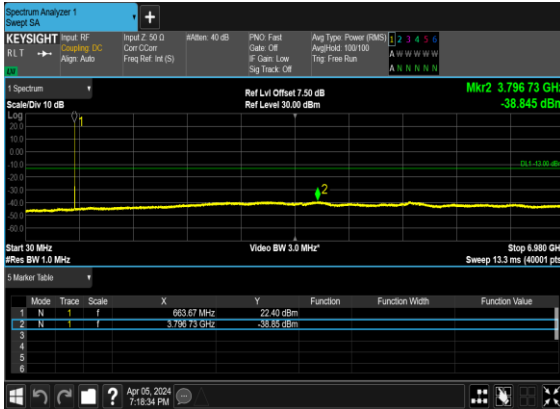 Spectrum Analyzer 1
Swept SA
KEYSIGHT
RLT
Input: RF
Coupling: DC
Align: Auto
Input Z: 50 Ω
Corr CCorr
Freq Ref: Int (S)
#Atten: 40 dB
PNO: Fast
Gate: Off
IF Gain: Low
Sig Track: Off
Avg Type: Power (RMS)
Avg|Hold: 100/100
Trig: Free Run
1 2 3 4 5 6
A W W W W W
A N N N N N
1 Spectrum
Scale/Div 10 dB
Ref Lvl Offset 7.50 dB
Ref Level 30.00 dBm
Mkr2 3.796 73 GHz
-38.845 dBm
Log
20.0
10.0
0.00
-10.0
-20.0
-30.0
-40.0
-50.0
-60.0
1
2
DL1 -13.00 dBm
Start 30 MHz
#Res BW 1.0 MHz
Video BW 3.0 MHz*
Stop 6.980 GHz
Sweep 13.3 ms (40001 pts)
5 Marker Table
Mode Trace Scale X Y Function Function Width Function Value
1 N 1 f 663.67 MHz 22.40 dBm
2 N 1 f 3.796 73 GHz -38.85 dBm
3
4
5
6
?
Apr 05, 2024
7:18:34 PM